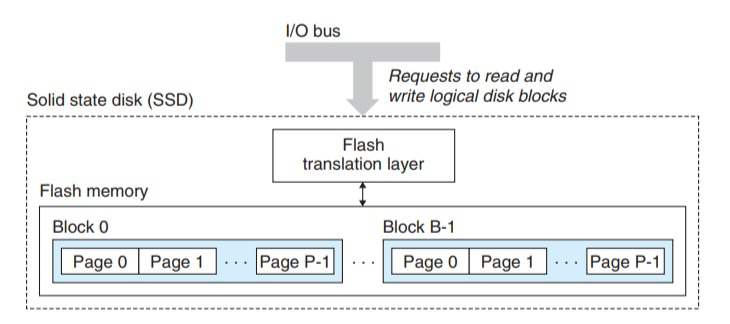 I/O bus
Requests to read and
write logical disk blocks
Solid state disk (SSD)
Flash
translation layer
Flash memory
Block 0
Block B-1
Page 0 Page 1 · · · Page P-1 · · · Page 0 Page 1 · · · Page P-1